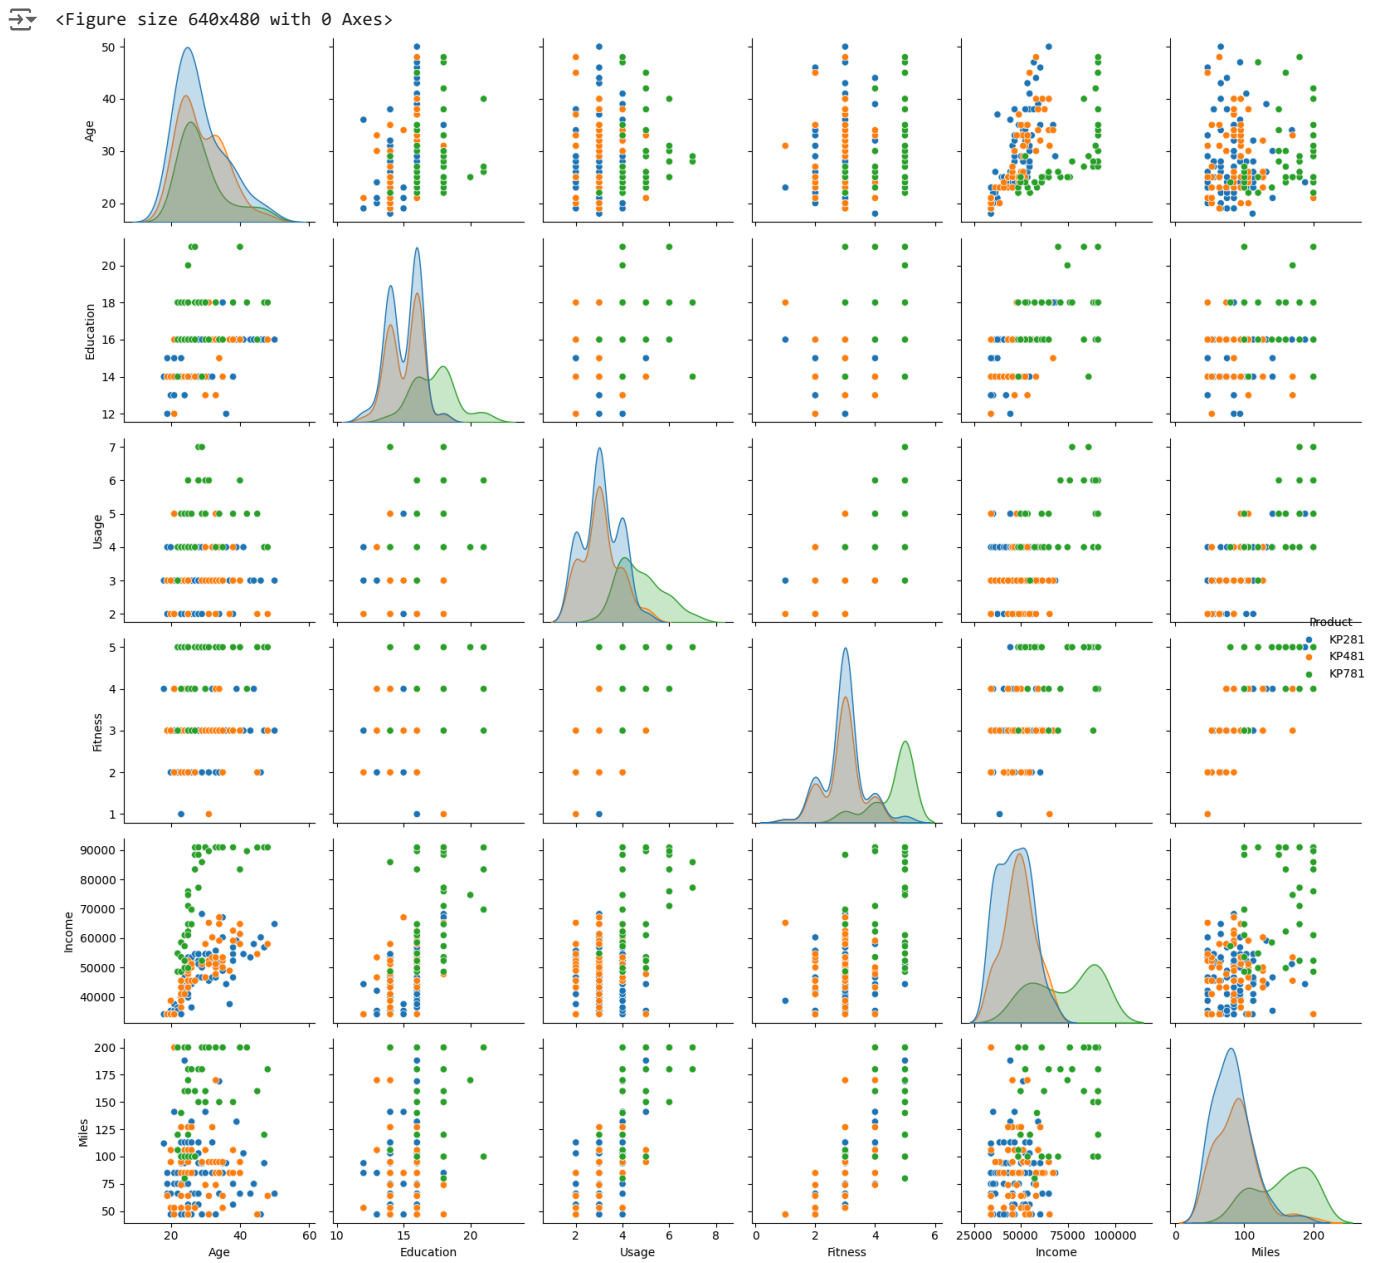 <Figure size 640x480 with 0 Axes>
50
40
30
20
Age
20
18
16
14
12
Education
7
6
5
4
3
2
Usage
5
4
3
2
1
Fitness
Product
KP281
KP481
KP781
90000
80000
70000
60000
50000
40000
Income
200
175
150
125
100
75
50
Miles
20 40 60
10 15 20
2 4 6 8
0 2 4 6
25000 50000 75000 100000
0 100 200
Age Education Usage Fitness Income Miles